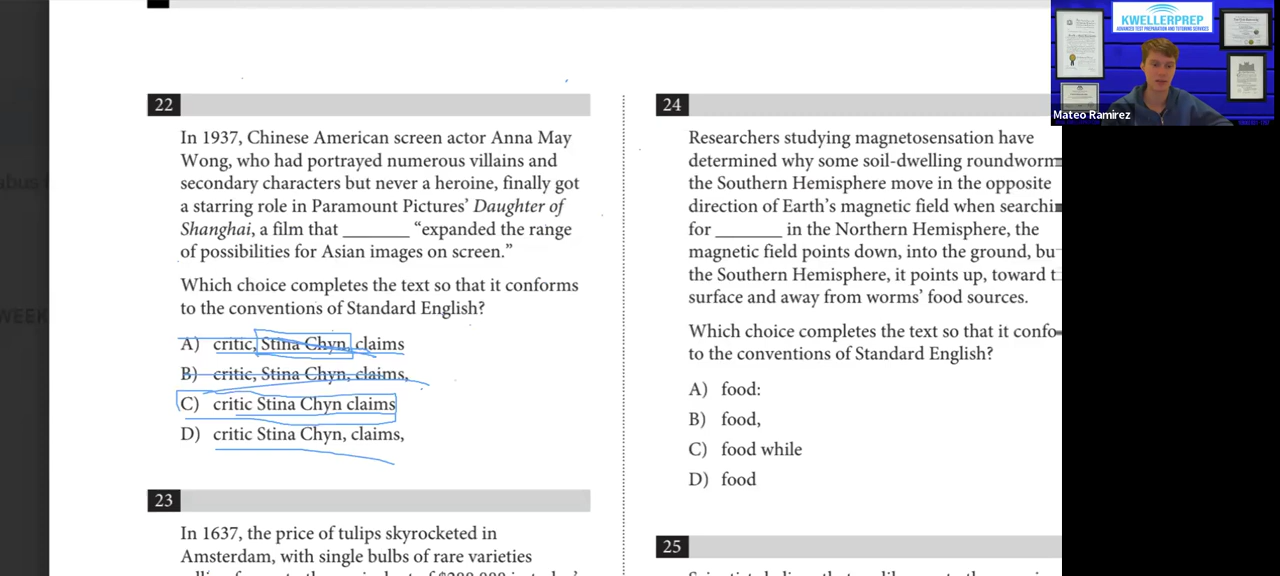 22
In 1937, Chinese American screen actor Anna May
Wong, who had portrayed numerous villains and
secondary characters but never a heroine, finally got
a starring role in Paramount Pictures’ Daughter of
Shanghai, a film that _______ “expanded the range
of possibilities for Asian images on screen.”
Which choice completes the text so that it conforms
to the conventions of Standard English?
A) critic, Stina Chyn, claims
B) critic, Stina Chyn, claims,
C) critic Stina Chyn claims
D) critic Stina Chyn, claims,
23
In 1637, the price of tulips skyrocketed in
Amsterdam, with single bulbs of rare varieties
24
Researchers studying magnetosensation have
determined why some soil-dwelling roundworm
the Southern Hemisphere move in the opposite
direction of Earth’s magnetic field when searchin
for _______ in the Northern Hemisphere, the
magnetic field points down, into the ground, bu
the Southern Hemisphere, it points up, toward t
surface and away from worms’ food sources.
Which choice completes the text so that it confo
to the conventions of Standard English?
A) food:
B) food,
C) food while
D) food
25
KWELLERPREP
ADVANCED TEST PREPARATION AND TUTORING SERVICES
Mateo Ramirez